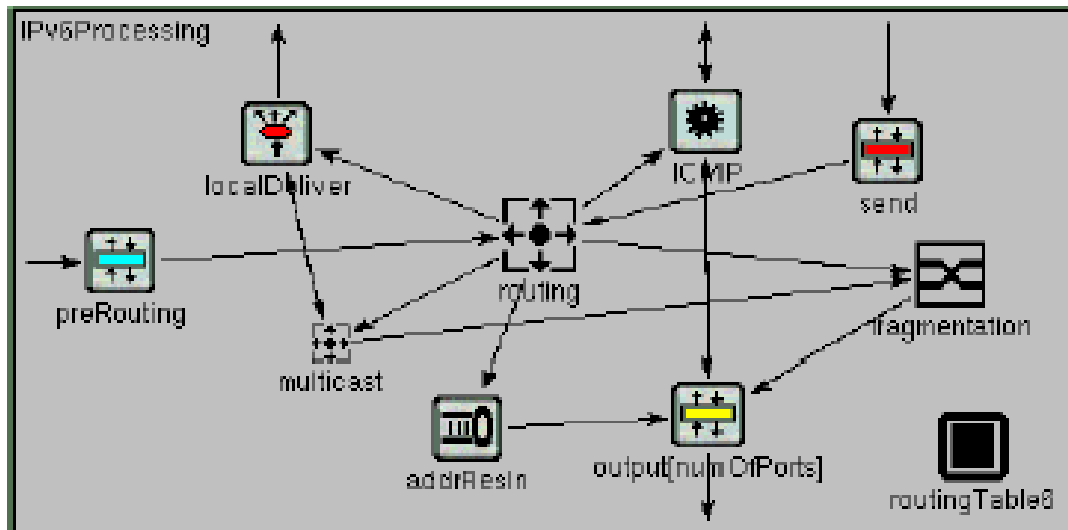 IPv6Processing
localDeliver
ICMP
send
preRouting
routing
fragmentation
multicast
addrResln
output[numOfPorts]
routingTable6